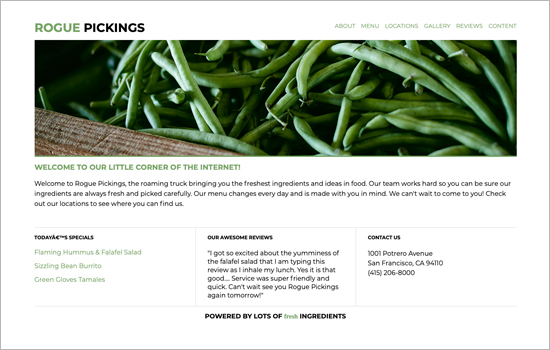 ROGUE PICKINGS
ABOUT MENU LOCATIONS GALLERY REVIEWS CONTENT
WELCOME TO OUR LITTLE CORNER OF THE INTERNET!
Welcome to Rogue Pickings, the roaming truck bringing you the freshest ingredients and ideas in food. Our team works hard so you can be sure our
ingredients are always fresh and picked carefully. Our menu changes every day and is made with you in mind. We can't wait to come to you! Check
out our locations to see where you can find us.
TODAYâ€™S SPECIALS
Flaming Hummus & Falafel Salad
Sizzling Bean Burrito
Green Gloves Tamales
OUR AWESOME REVIEWS
"I got so excited about the yumminess of
the falafel salad that I am typing this
review as I inhale my lunch. Yes it is that
good.... Service was super friendly and
quick. Can't wait see you Rogue Pickings
again tomorrow!"
CONTACT US
1001 Potrero Avenue
San Francisco, CA 94110
(415) 206-8000
POWERED BY LOTS OF fresh INGREDIENTS